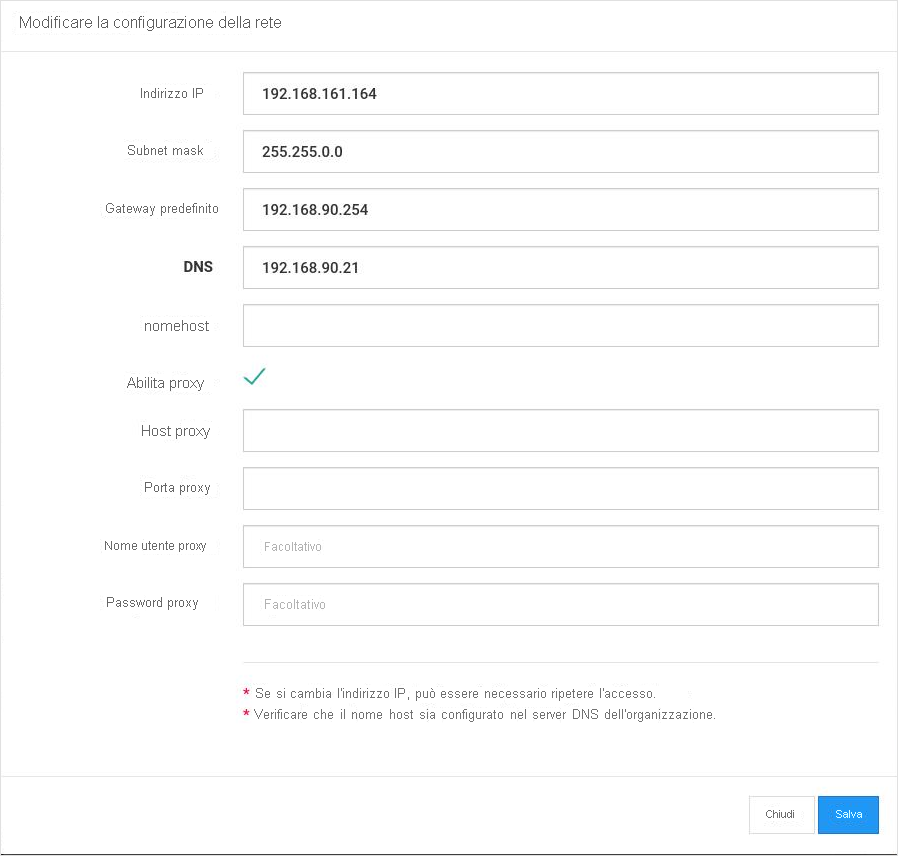 Modificare la configurazione della rete
Indirizzo IP 192.168.161.164
Subnet mask 255.255.0.0
Gateway predefinito 192.168.90.254
DNS 192.168.90.21
nomehost
Abilita proxy
Host proxy
Porta proxy
Nome utente proxy Facoltativo
Password proxy Facoltativo
* Se si cambia l'indirizzo IP, può essere necessario ripetere l'accesso.
* Verificare che il nome host sia configurato nel server DNS dell'organizzazione.
Chiudi Salva